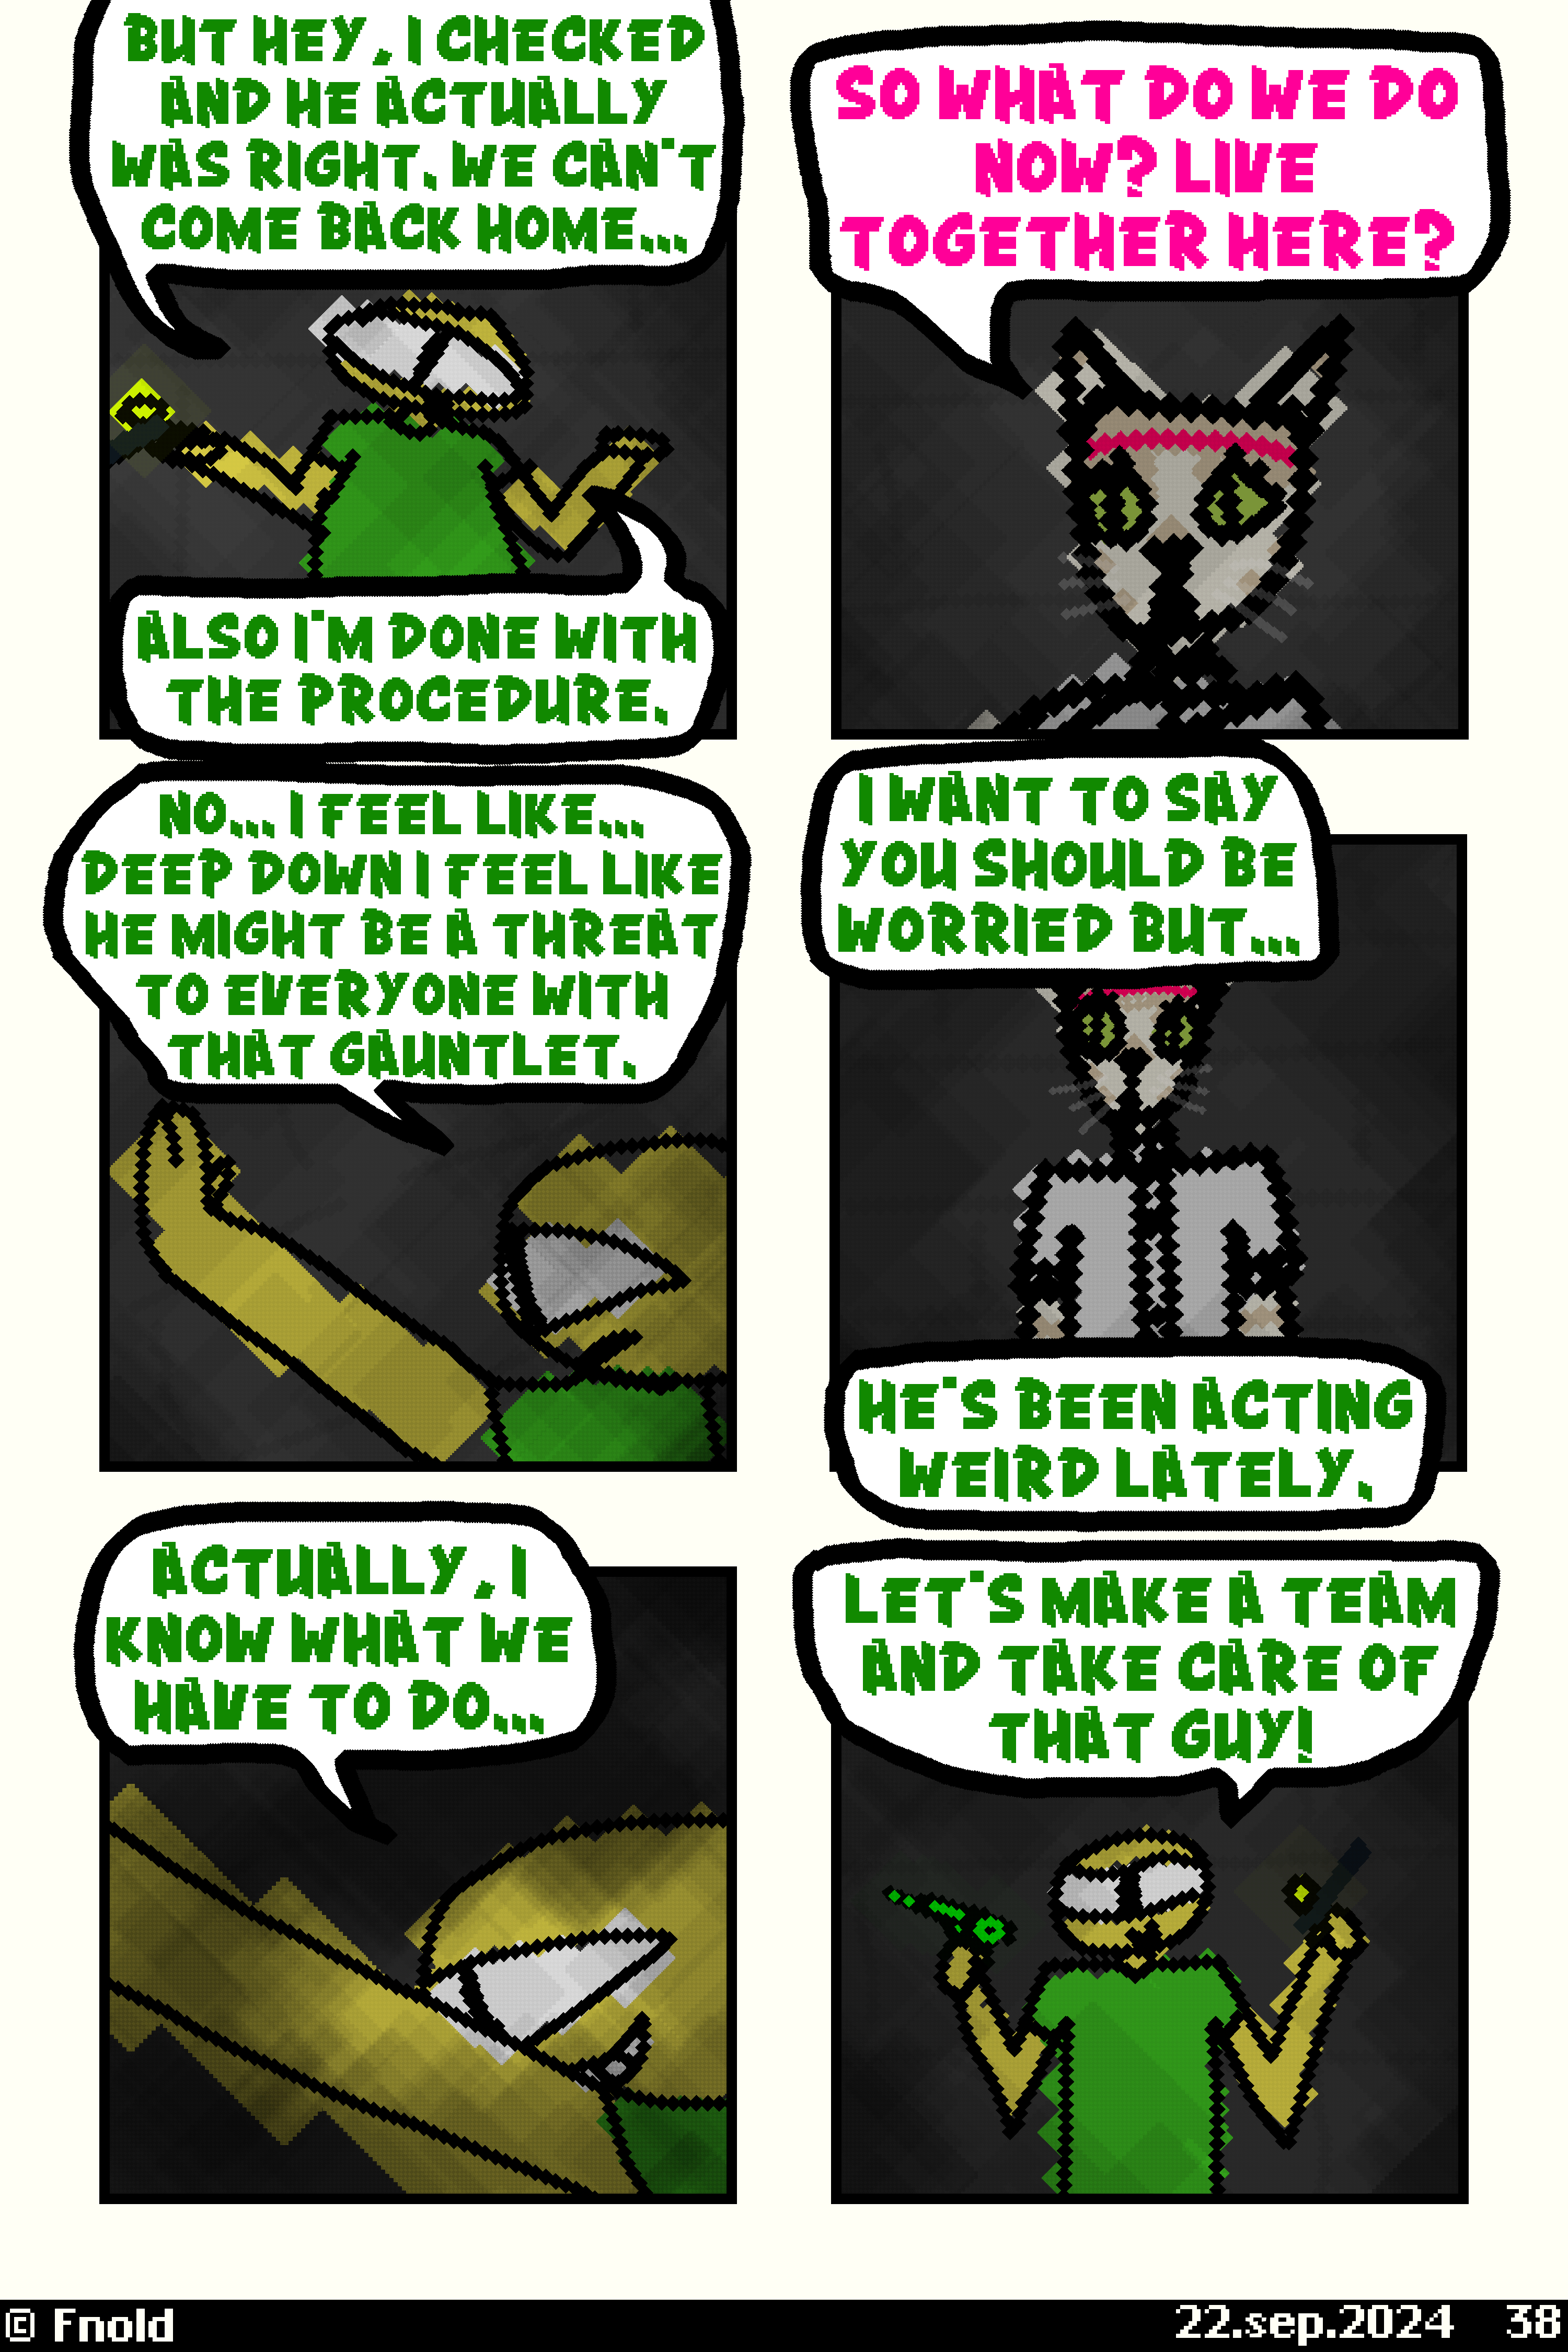 BUT HEY, I CHECKED
AND HE ACTUALLY
WAS RIGHT. WE CAN'T
COME BACK HOME...
ALSO I'M DONE WITH
THE PROCEDURE.
SO WHAT DO WE DO
NOW? LIVE
TOGETHER HERE?
NO... I FEEL LIKE...
DEEP DOWN I FEEL LIKE
HE MIGHT BE A THREAT
TO EVERYONE WITH
THAT GAUNTLET.
I WANT TO SAY
YOU SHOULD BE
WORRIED BUT...
HE'S BEEN ACTING
WEIRD LATELY.
ACTUALLY, I
KNOW WHAT WE
HAVE TO DO...
LET'S MAKE A TEAM
AND TAKE CARE OF
THAT GUY!
© Fnold
22.sep.2024 38